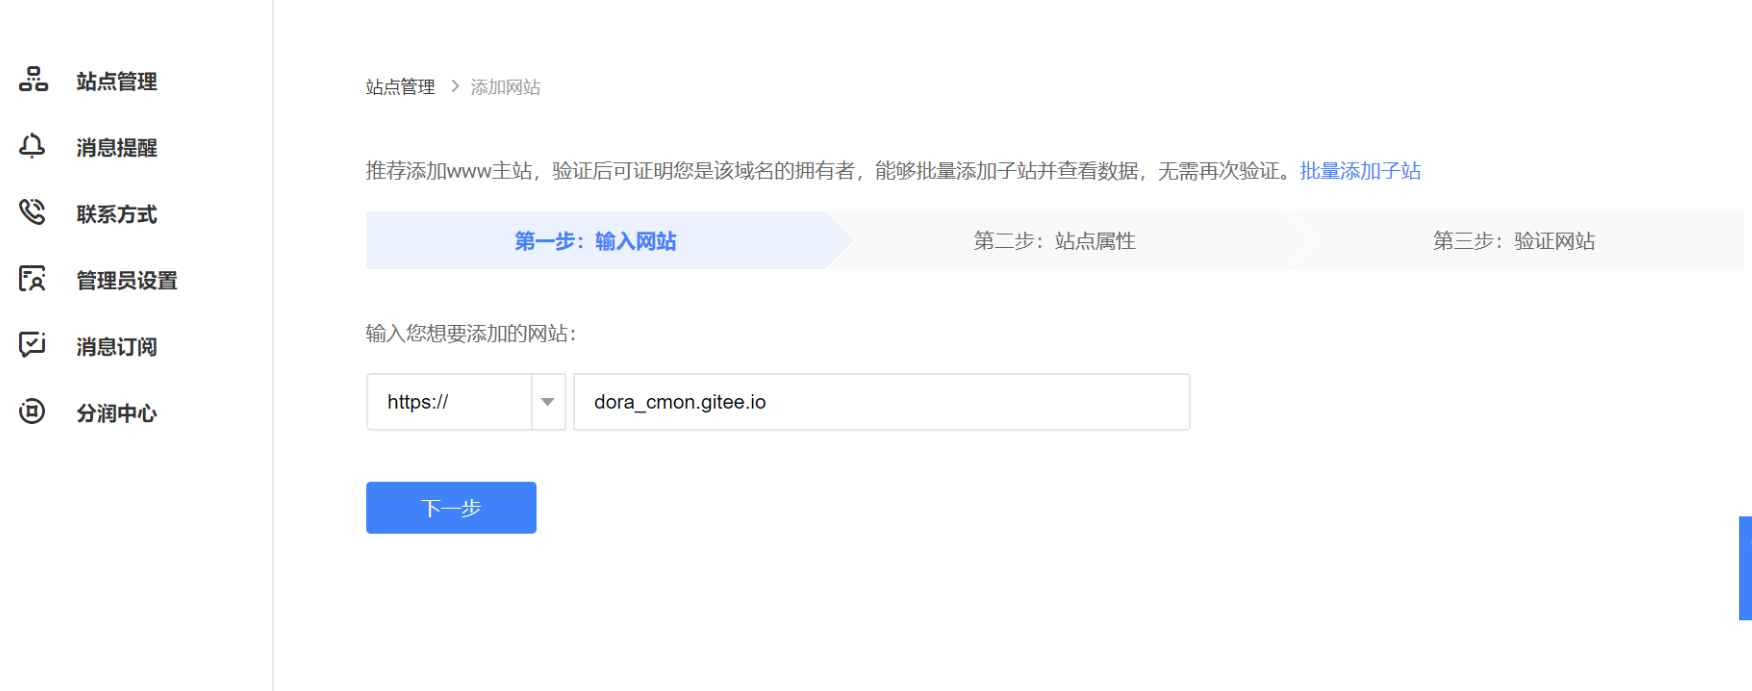 站点管理
消息提醒
联系方式
管理员设置
消息订阅
分润中心
站点管理 > 添加网站
推荐添加www主站，验证后可证明您是该域名的拥有者，能够批量添加子站并查看数据，无需再次验证。批量添加子站
第一步：输入网站 第二步：站点属性 第三步：验证网站
输入您想要添加的网站：
https:// dora_cmon.gitee.io
下一步